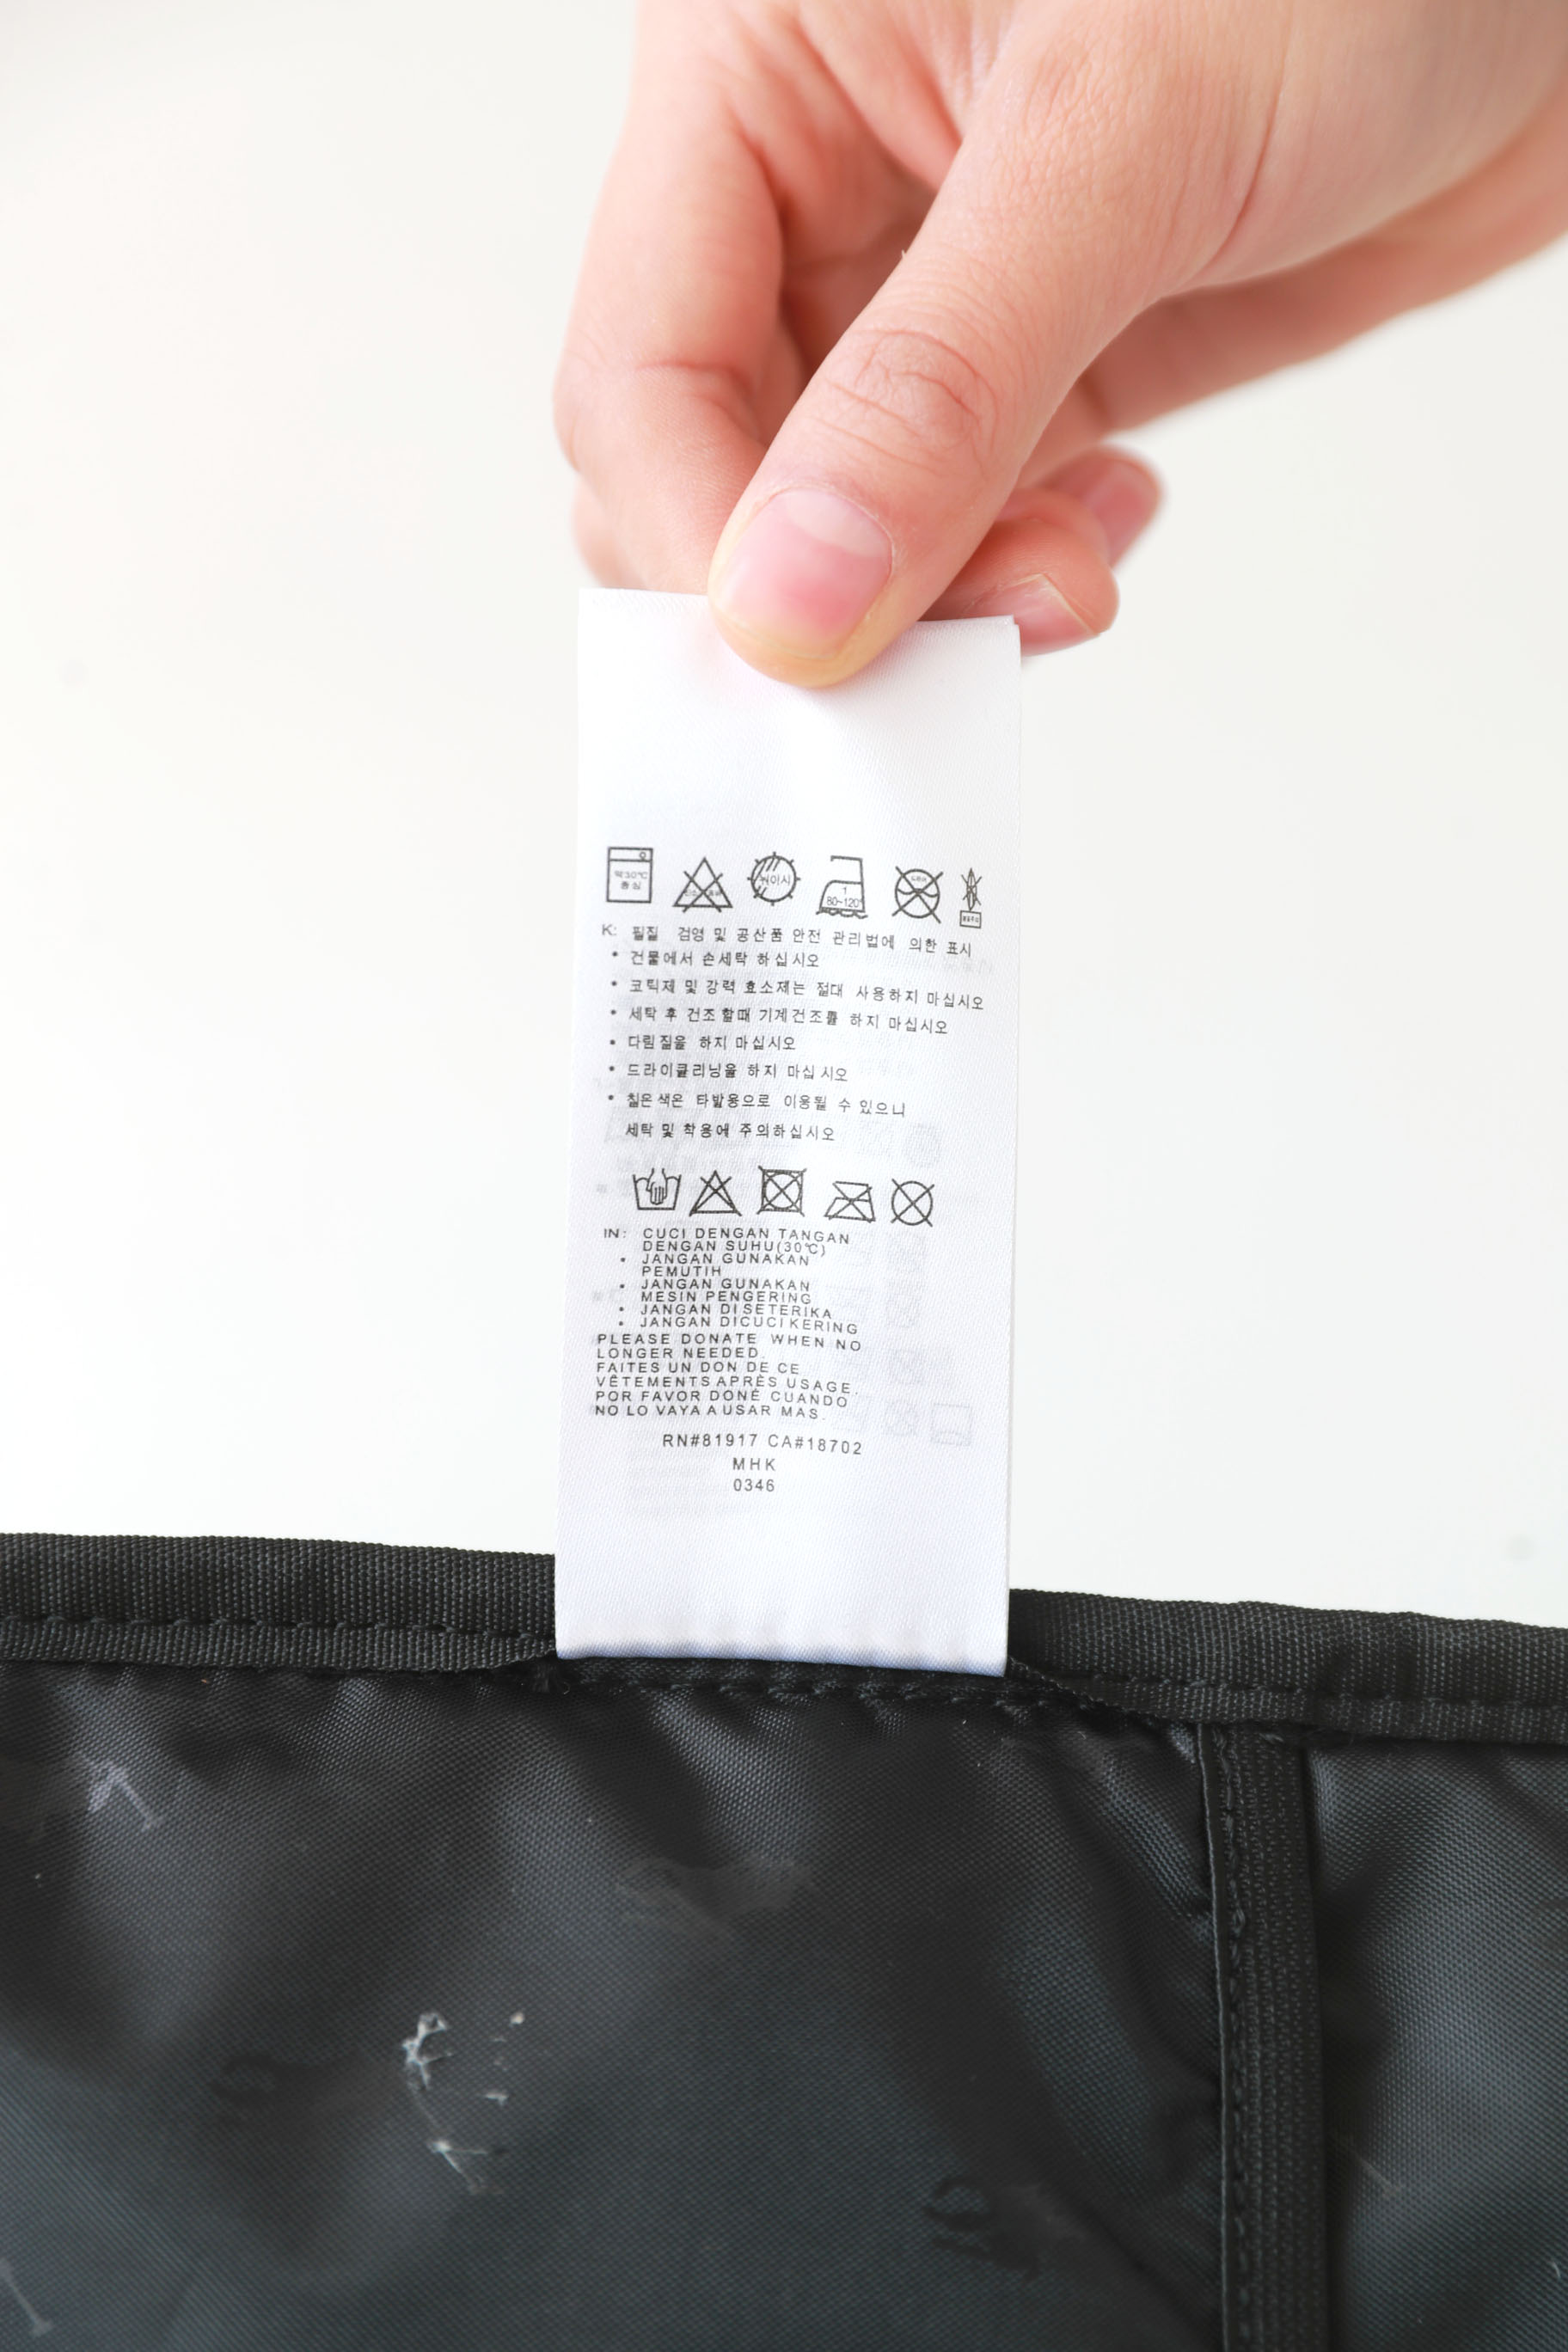 80~120°
K: 필질 검영 및 공산품 안전 관리법에 의한 표시
• 건물에서 손세탁 하십시오
• 코틱제 및 강력 효소제는 절대 사용하지 마십시오
• 세탁 후 건조할때 기계건조를 하지 마십시오
• 다림질을 하지 마십시오
• 드라이클리닝을 하지 마십시오
• 칠은색은 타발용으로 이용될 수 있으니
세탁 및 착용에 주의하십시오
IN: CUCI DENGAN TANGAN
DENGAN SUHU(30℃)
• JANGAN GUNAKAN
PEMUTIH
• JANGAN GUNAKAN
MESIN PENGERING
• JANGAN DISETERIKA
• JANGAN DICUCI KERING
PLEASE DONATE WHEN NO
LONGER NEEDED.
FAITES UN DON DE CE
VÊTEMENTS APRÈS USAGE.
POR FAVOR DONÉ CUANDO
NO LO VAYA A USAR MAS.
RN#81917 CA#18702
MHK
0346